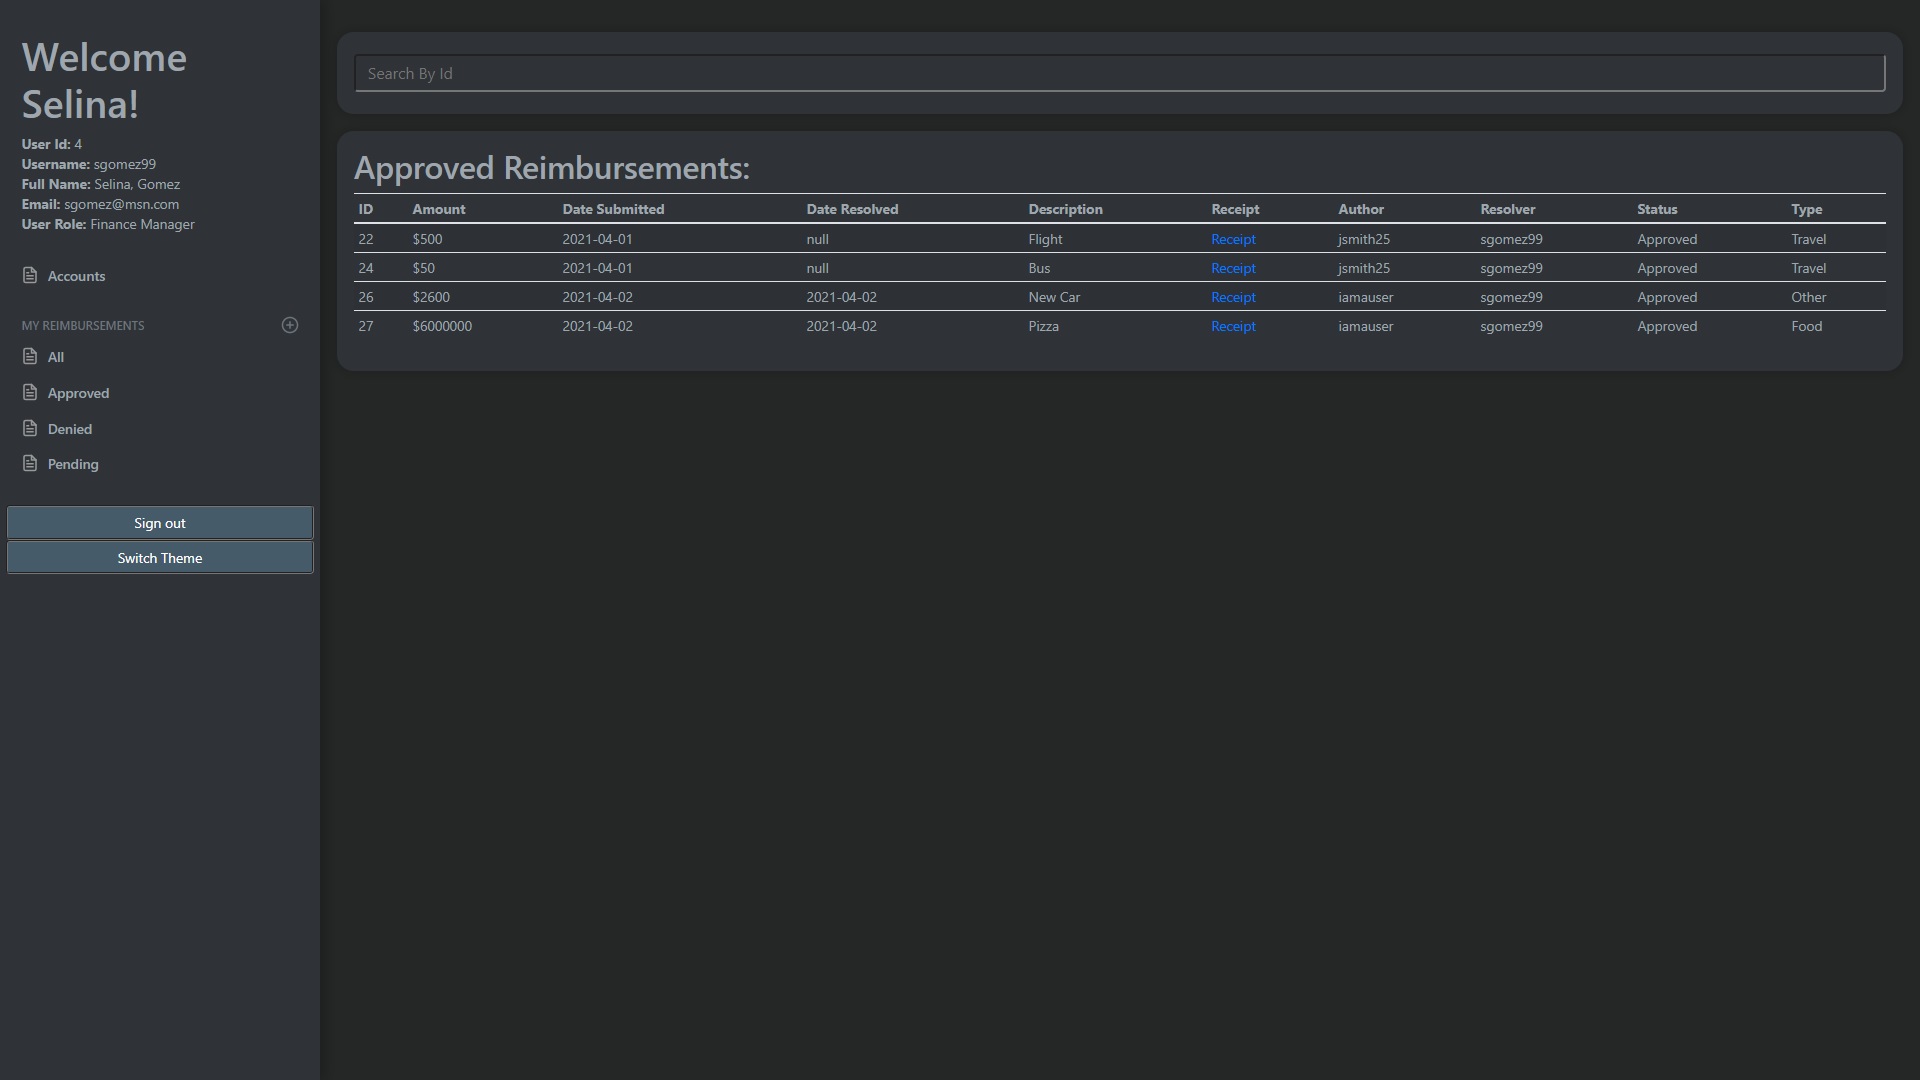 Welcome
Selina!
User Id: 4
Username: sgomez99
Full Name: Selina, Gomez
Email: sgomez@msn.com
User Role: Finance Manager
Accounts
MY REIMBURSEMENTS
All
Approved
Denied
Pending
Sign out
Switch Theme
Search By Id
Approved Reimbursements:
ID Amount Date Submitted Date Resolved Description Receipt Author Resolver Status Type
22 $500 2021-04-01 null Flight Receipt jsmith25 sgomez99 Approved Travel
24 $50 2021-04-01 null Bus Receipt jsmith25 sgomez99 Approved Travel
26 $2600 2021-04-02 2021-04-02 New Car Receipt iamauser sgomez99 Approved Other
27 $6000000 2021-04-02 2021-04-02 Pizza Receipt iamauser sgomez99 Approved Food